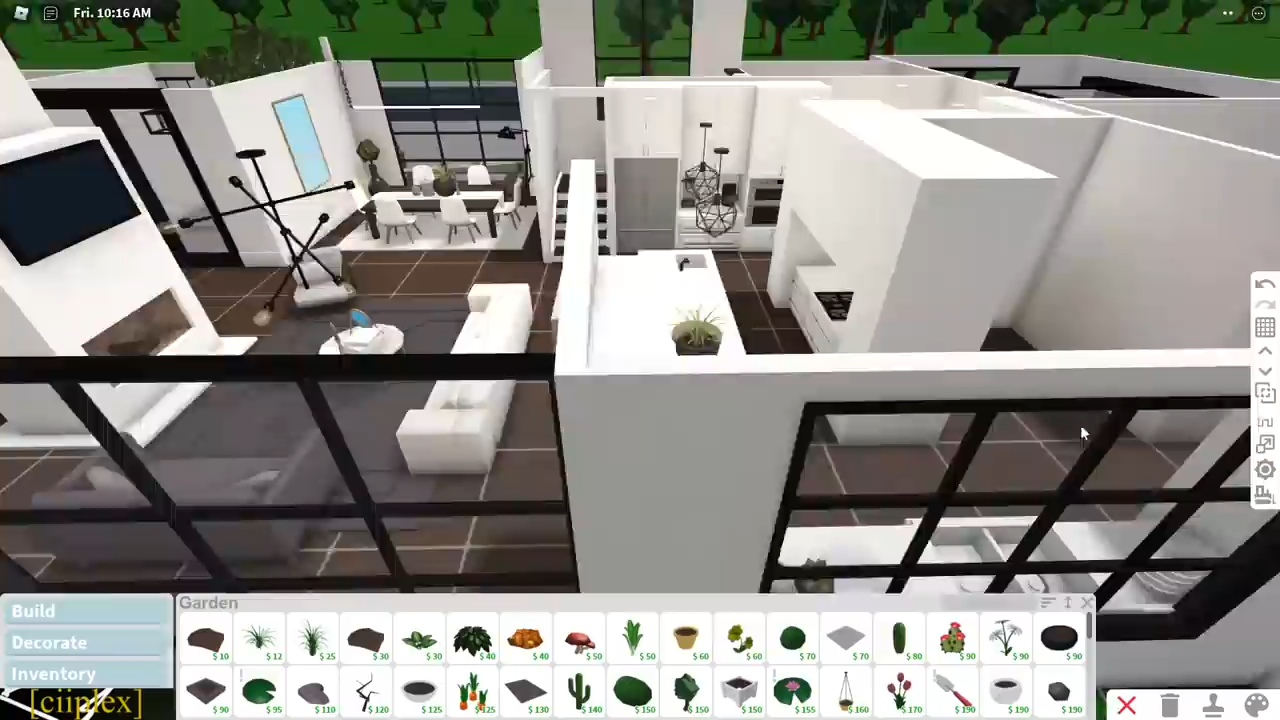 Fri. 10:16 AM
Build
Decorate
Inventory
[ciiplex]
Garden
$10 $12 $25 $30 $30 $40 $40 $50 $50 $60 $60 $70 $70 $80 $90 $90 $90
$90 $95 $110 $120 $125 $125 $130 $140 $150 $150 $150 $155 $160 $170 $190 $190 $190